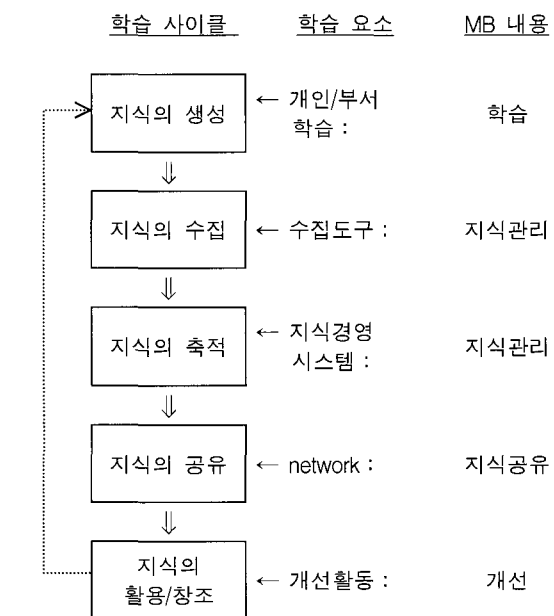 학습 사이클 학습 요소 MB 내용
지식의 생성 ← 개인/부서 학습 : 학습
⇓
지식의 수집 ← 수집도구 : 지식관리
⇓
지식의 축적 ← 지식경영 시스템 : 지식관리
⇓
지식의 공유 ← network : 지식공유
⇓
지식의
활용/창조 ← 개선활동 : 개선